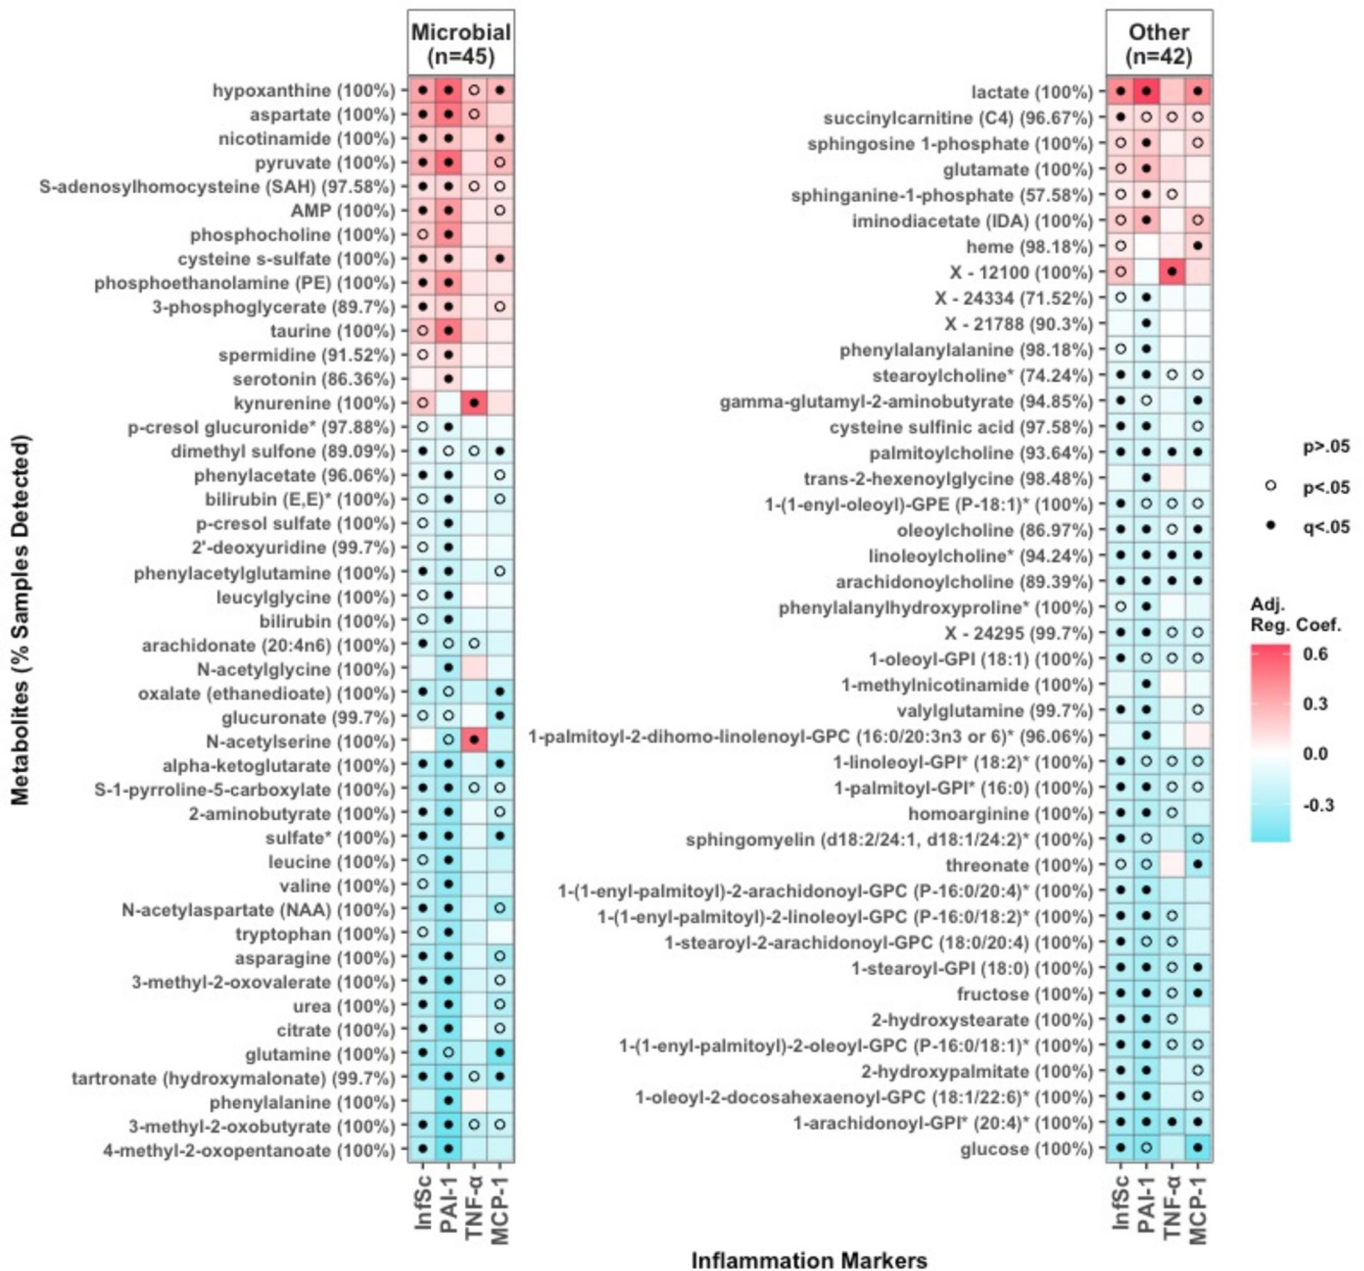 Microbial
(n=45)
hypoxanthine (100%)
aspartate (100%)
nicotinamide (100%)
pyruvate (100%)
S-adenosylhomocysteine (SAH) (97.58%)
AMP (100%)
phosphocholine (100%)
cysteine s-sulfate (100%)
phosphoethanolamine (PE) (100%)
3-phosphoglycerate (89.7%)
taurine (100%)
spermidine (91.52%)
serotonin (86.36%)
kynurenine (100%)
p-cresol glucuronide* (97.88%)
dimethyl sulfone (89.09%)
phenylacetate (96.06%)
bilirubin (E,E)* (100%)
p-cresol sulfate (100%)
2'-deoxyuridine (99.7%)
phenylacetylglutamine (100%)
leucylglycine (100%)
bilirubin (100%)
arachidonate (20:4n6) (100%)
N-acetylglycine (100%)
oxalate (ethanedioate) (100%)
glucuronate (99.7%)
N-acetylserine (100%)
alpha-ketoglutarate (100%)
S-1-pyrroline-5-carboxylate (100%)
2-aminobutyrate (100%)
sulfate* (100%)
leucine (100%)
valine (100%)
N-acetylaspartate (NAA) (100%)
tryptophan (100%)
asparagine (100%)
3-methyl-2-oxovalerate (100%)
urea (100%)
citrate (100%)
glutamine (100%)
tartronate (hydroxymalonate) (99.7%)
phenylalanine (100%)
3-methyl-2-oxobutyrate (100%)
4-methyl-2-oxopentanoate (100%)
InfSc
PAI-1
TNF-α
MCP-1
Metabolites (% Samples Detected)
Other
(n=42)
lactate (100%)
succinylcarnitine (C4) (96.67%)
sphingosine 1-phosphate (100%)
glutamate (100%)
sphinganine-1-phosphate (57.58%)
iminodiacetate (IDA) (100%)
heme (98.18%)
X - 12100 (100%)
X - 24334 (71.52%)
X - 21788 (90.3%)
phenylalanylalanine (98.18%)
stearoylcholine* (74.24%)
gamma-glutamyl-2-aminobutyrate (94.85%)
cysteine sulfinic acid (97.58%)
palmitoylcholine (93.64%)
trans-2-hexenoylglycine (98.48%)
1-(1-enyl-oleoyl)-GPE (P-18:1)* (100%)
oleoylcholine (86.97%)
linoleoylcholine* (94.24%)
arachidonoylcholine (89.39%)
phenylalanylhydroxyproline* (100%)
X - 24295 (99.7%)
1-oleoyl-GPI (18:1) (100%)
1-methylnicotinamide (100%)
valylglutamine (99.7%)
1-palmitoyl-2-dihomo-linolenoyl-GPC (16:0/20:3n3 or 6)* (96.06%)
1-linoleoyl-GPI* (18:2)* (100%)
1-palmitoyl-GPI* (16:0) (100%)
homoarginine (100%)
sphingomyelin (d18:2/24:1, d18:1/24:2)* (100%)
threonate (100%)
1-(1-enyl-palmitoyl)-2-arachidonoyl-GPC (P-16:0/20:4)* (100%)
1-(1-enyl-palmitoyl)-2-linoleoyl-GPC (P-16:0/18:2)* (100%)
1-stearoyl-2-arachidonoyl-GPC (18:0/20:4) (100%)
1-stearoyl-GPI (18:0) (100%)
fructose (100%)
2-hydroxystearate (100%)
1-(1-enyl-palmitoyl)-2-oleoyl-GPC (P-16:0/18:1)* (100%)
2-hydroxypalmitate (100%)
1-oleoyl-2-docosahexaenoyl-GPC (18:1/22:6)* (100%)
1-arachidonoyl-GPI* (20:4)* (100%)
glucose (100%)
InfSc
PAI-1
TNF-α
MCP-1
Inflammation Markers
p>.05
p<.05
q<.05
Adj.
Reg. Coef.
0.6
0.3
0.0
-0.3